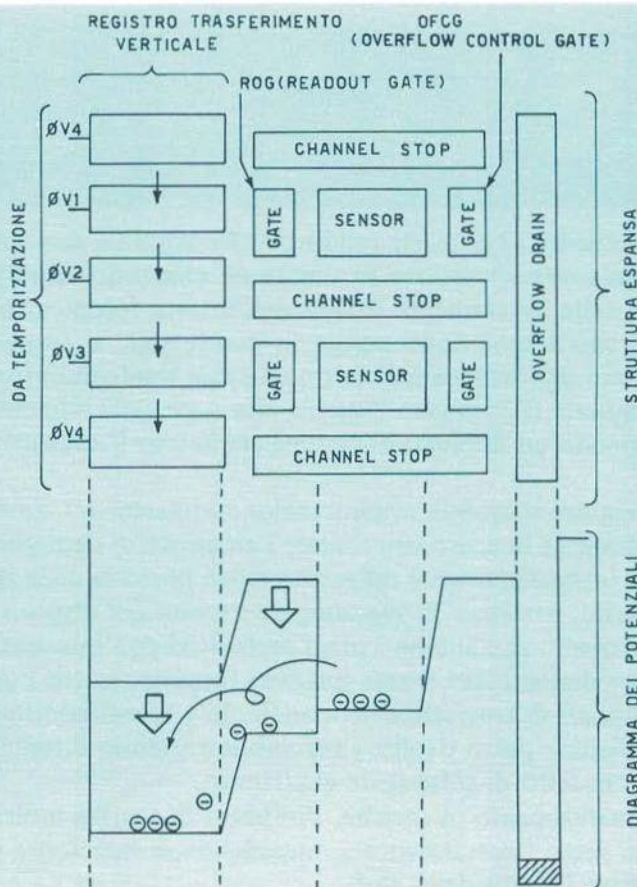 REGISTRO TRASFERIMENTO
VERTICALE
OFCG
(OVERFLOW CONTROL GATE)
ROG(READOUT GATE)
DA TEMPORIZZAZIONE
ØV4
ØV1
ØV2
ØV3
ØV4
CHANNEL STOP
GATE
SENSOR
GATE
CHANNEL STOP
GATE
SENSOR
GATE
CHANNEL STOP
OVERFLOW DRAIN
STRUTTURA ESPANSA
DIAGRAMMA DEI POTENZIALI